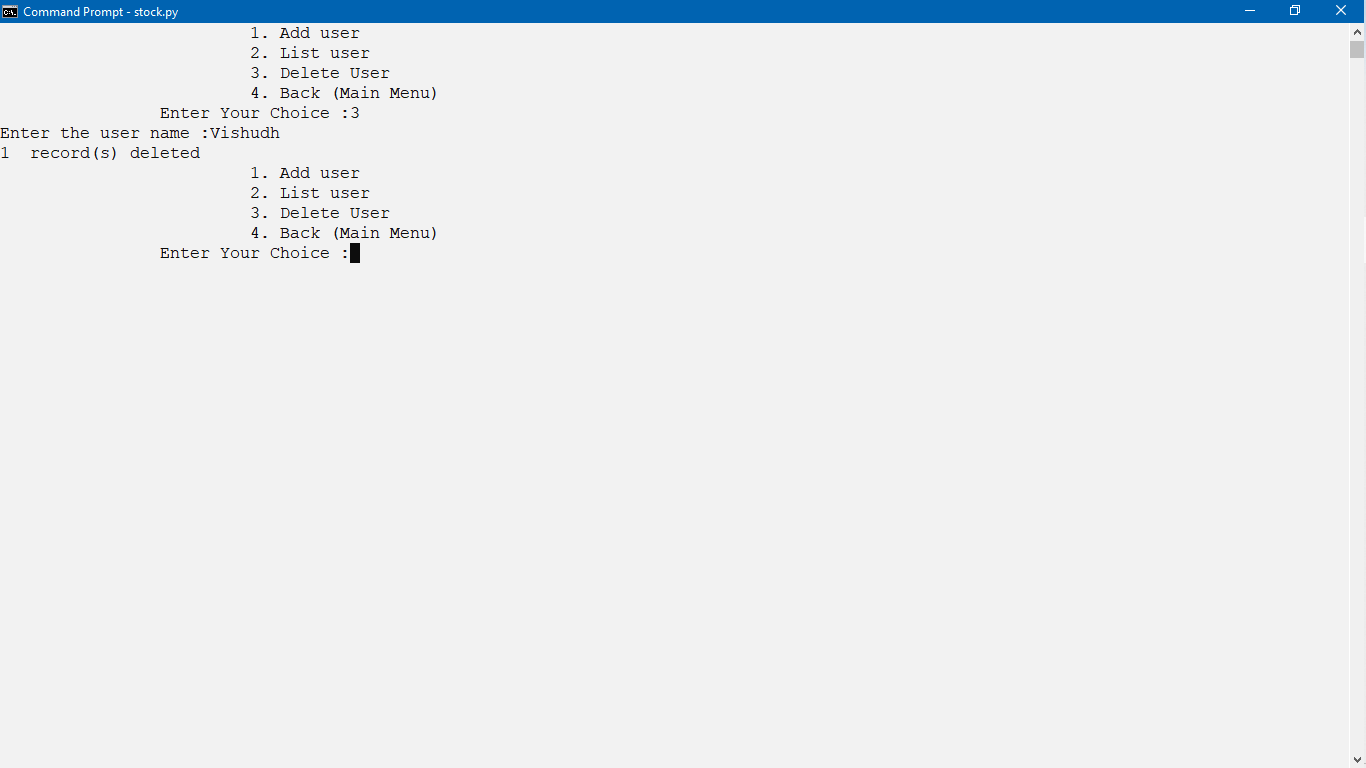 Command Prompt - stock.py
1. Add user
2. List user
3. Delete User
4. Back (Main Menu)
Enter Your Choice :3
Enter the user name :Vishudh
1  record(s) deleted
1. Add user
2. List user
3. Delete User
4. Back (Main Menu)
Enter Your Choice :